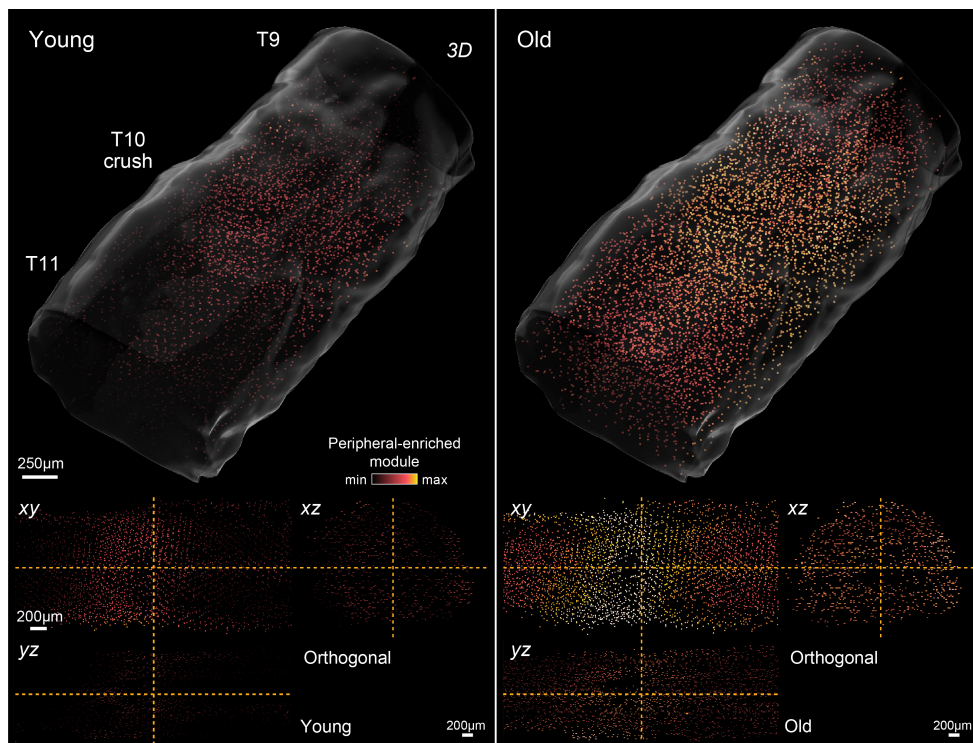 Young
T9
3D
T10
crush
T11
250µm
Peripheral-enriched
module
min
max
xy
xz
200µm
yz
Orthogonal
Young
200µm
Old
xy
xz
yz
Orthogonal
Old
200µm